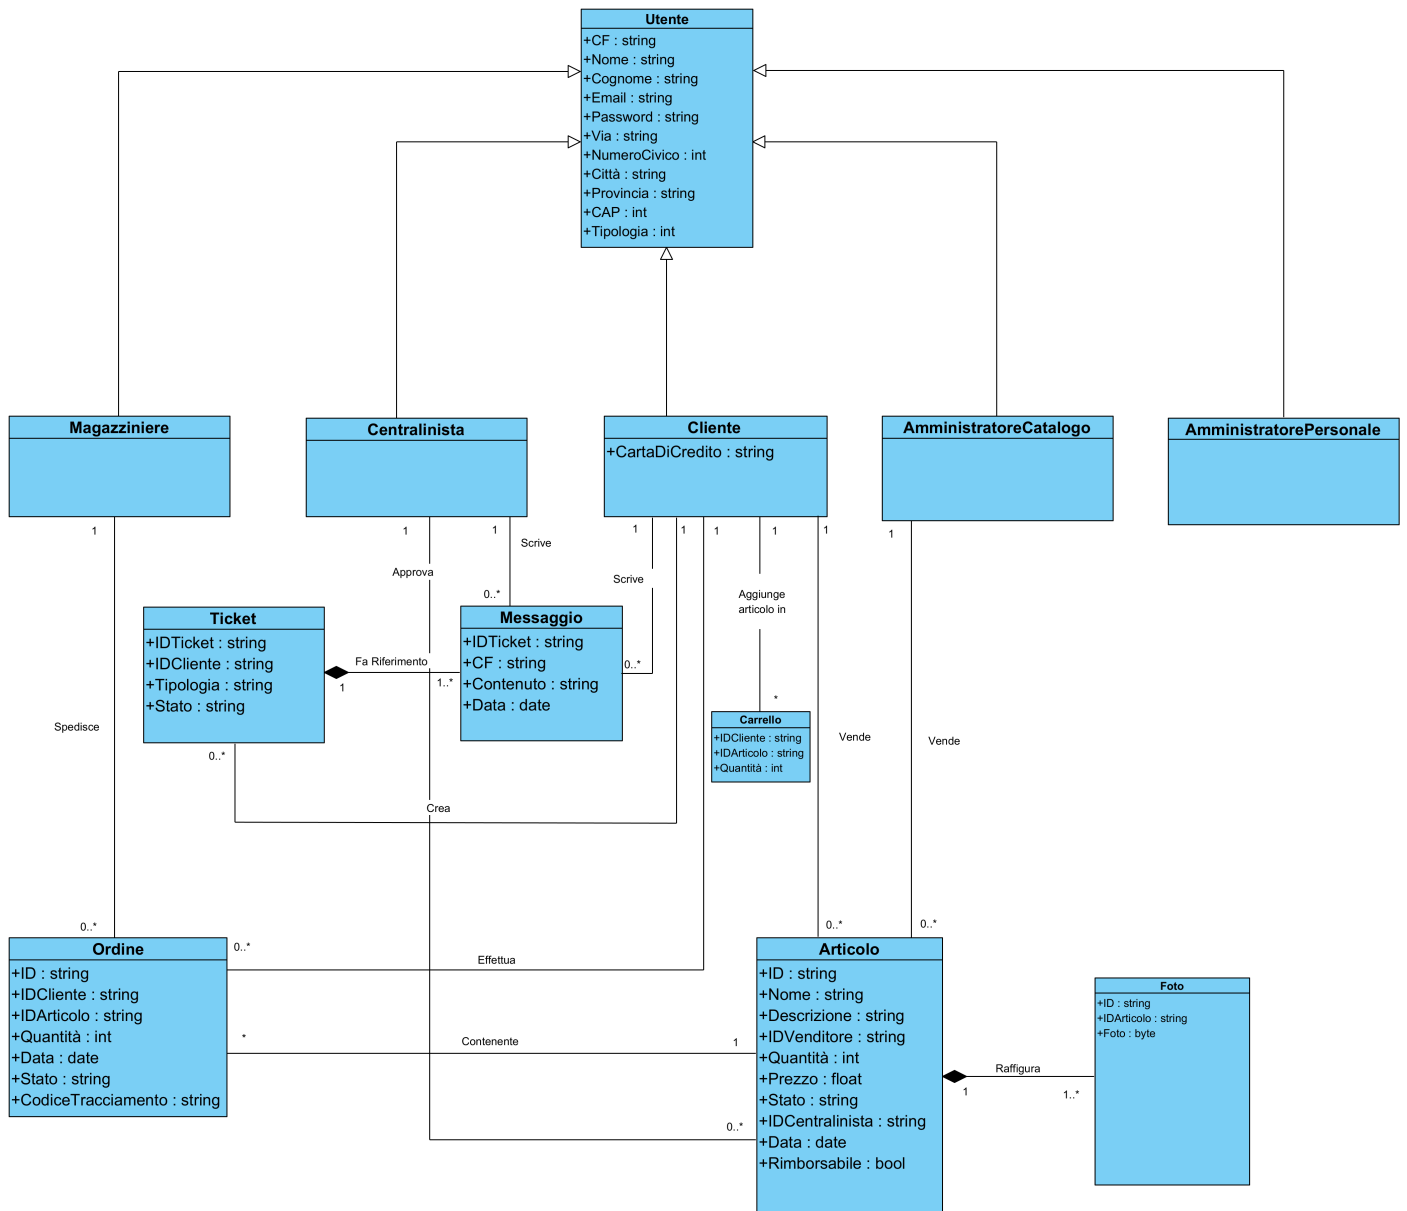 Utente
+CF : string
+Nome : string
+Cognome : string
+Email : string
+Password : string
+Via : string
+NumeroCivico : int
+Città : string
+Provincia : string
+CAP : int
+Tipologia : int
Magazziniere
Centralinista
Cliente
+CartaDiCredito : string
AmministratoreCatalogo
AmministratorePersonale
1
1
1
1
1
1
1
1
1
Scrive
Approva
Scrive
0..*
Aggiunge
articolo in
Ticket
+IDTicket : string
+IDCliente : string
+Tipologia : string
+Stato : string
Fa Riferimento
1
1..*
Messaggio
+IDTicket : string
+CF : string
+Contenuto : string
+Data : date
0..*
*
Carrello
+IDCliente : string
+IDArticolo : string
+Quantità : int
Spedisce
Vende
Vende
0..*
Crea
0..*
0..*
0..*
0..*
Ordine
+ID : string
+IDCliente : string
+IDArticolo : string
+Quantità : int
+Data : date
+Stato : string
+CodiceTracciamento : string
Effettua
*
Contenente
1
0..*
Articolo
+ID : string
+Nome : string
+Descrizione : string
+IDVenditore : string
+Quantità : int
+Prezzo : float
+Stato : string
+IDCentralinista : string
+Data : date
+Rimborsabile : bool
Raffigura
1
1..*
Foto
+ID : string
+IDArticolo : string
+Foto : byte